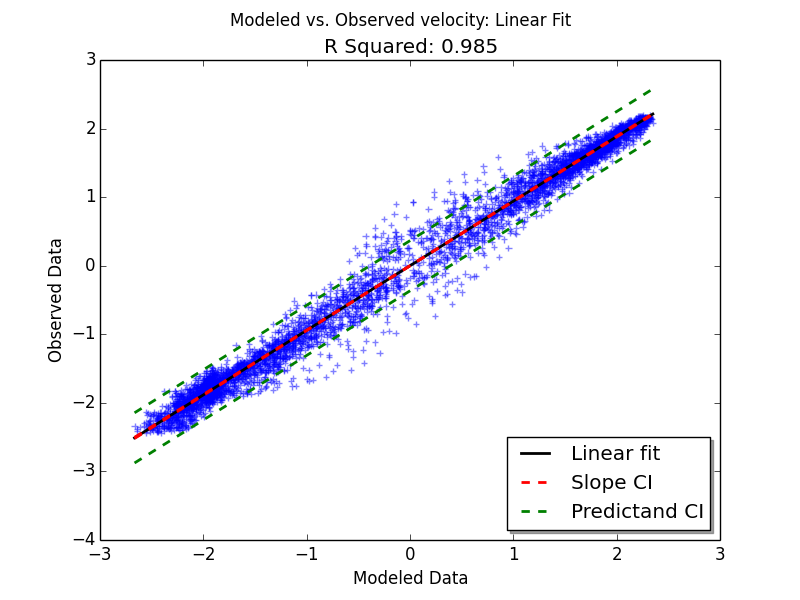 Modeled vs. Observed velocity: Linear Fit
R Squared: 0.985
3
2
1
0
−1
−2
−3
−4
Observed Data
−3 −2 −1 0 1 2 3
Modeled Data
Linear fit
Slope CI
Predictand CI